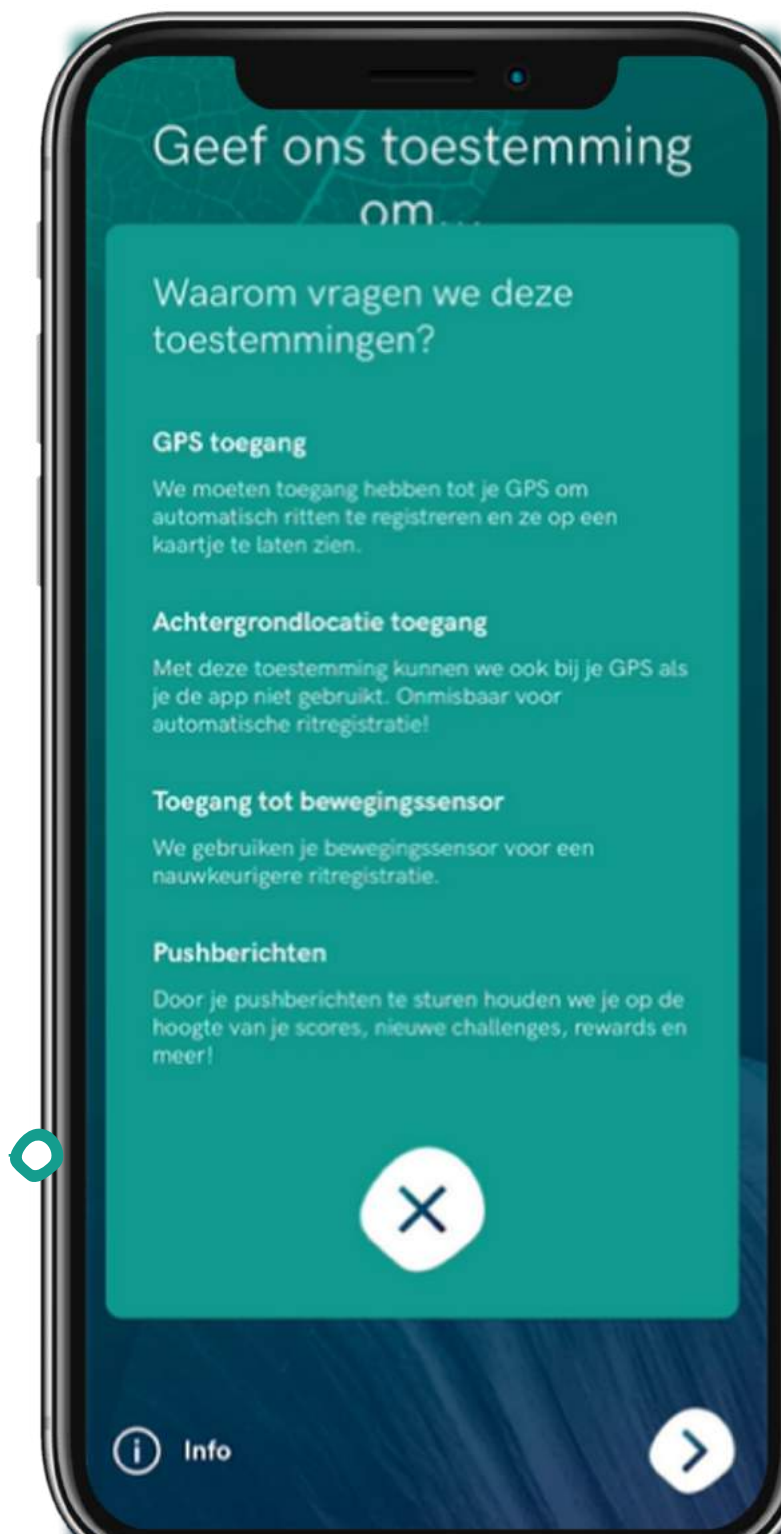 Geef ons toestemming
om...
Waarom vragen we deze
toestemmingen?
GPS toegang
We moeten toegang hebben tot je GPS om
automatisch ritten te registreren en ze op een
kaartje te laten zien.
Achtergrondlocatie toegang
Met deze toestemming kunnen we ook bij je GPS als
je de app niet gebruikt. Onmisbaar voor
automatische ritregistratie!
Toegang tot bewegingssensor
We gebruiken je bewegingssensor voor een
nauwkeurigere ritregistratie.
Pushberichten
Door je pushberichten te sturen houden we je op de
hoogte van je scores, nieuwe challenges, rewards en
meer!
Info